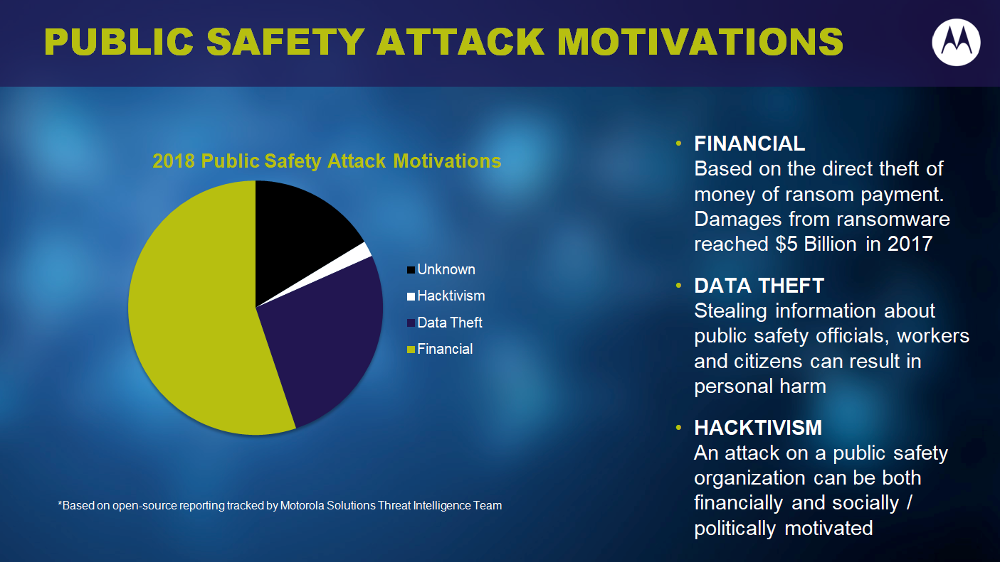 PUBLIC SAFETY ATTACK MOTIVATIONS
2018 Public Safety Attack Motivations
Unknown
Hacktivism
Data Theft
Financial
*Based on open-source reporting tracked by Motorola Solutions Threat Intelligence Team
• FINANCIAL
Based on the direct theft of
money of ransom payment.
Damages from ransomware
reached $5 Billion in 2017
• DATA THEFT
Stealing information about
public safety officials, workers
and citizens can result in
personal harm
• HACKTIVISM
An attack on a public safety
organization can be both
financially and socially /
politically motivated